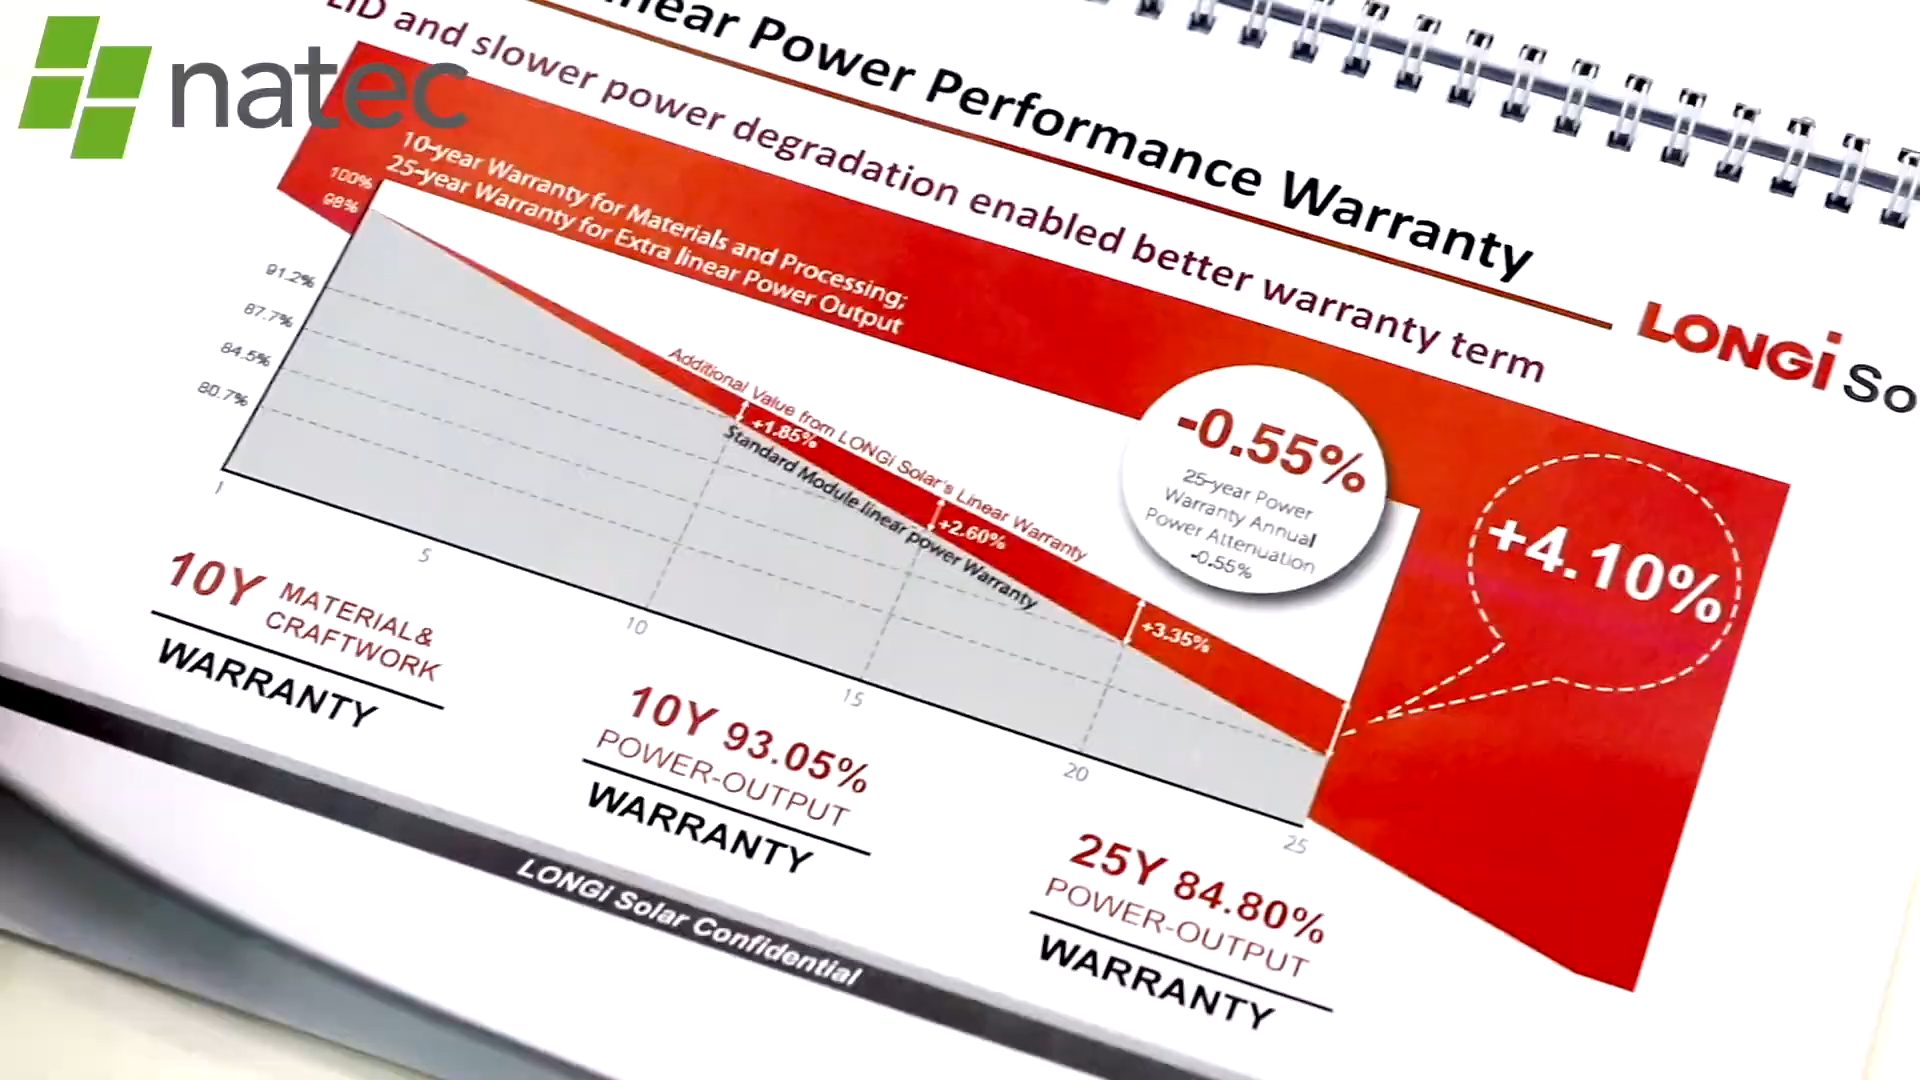 natec
Power Performance Warranty
and slower power degradation enabled better warranty term
LONGi
10-year Warranty for Materials and Processing;
25-year Warranty for Extra linear Power Output
100%
98%
91.2%
87.7%
84.5%
80.7%
Additional Value from LONGi Solar's Linear Warranty
Standard Module linear power Warranty
+1.85%
+2.60%
+3.35%
-0.55%
25-year Power
Warranty Annual
Power Attenuation
-0.55%
+4.10%
1
5
10
15
20
25
10Y MATERIAL&
CRAFTWORK
WARRANTY
10Y 93.05%
POWER-OUTPUT
WARRANTY
25Y 84.80%
POWER-OUTPUT
WARRANTY
LONGi Solar Confidential